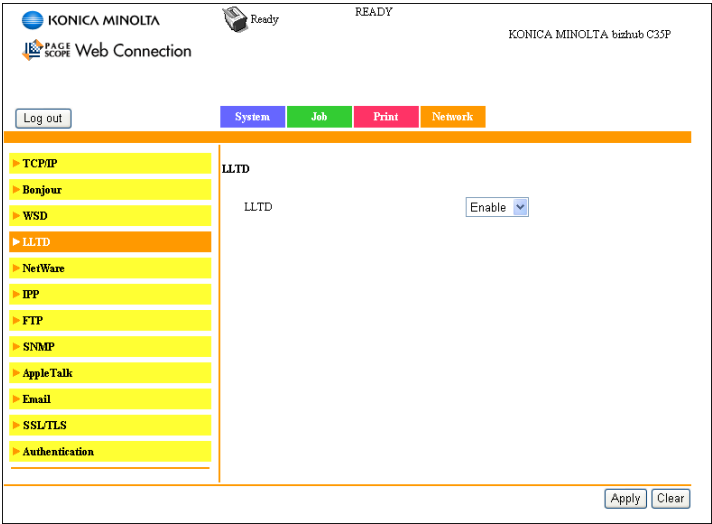 KONICA MINOLTA
Ready
READY
KONICA MINOLTA bizhub C35P
PAGE SCOPE Web Connection
Log out
System
Job
Print
Network
TCP/IP
Bonjour
WSD
LLTD
NetWare
IPP
FTP
SNMP
AppleTalk
Email
SSL/TLS
Authentication
LLTD
LLTD
Enable
Apply
Clear